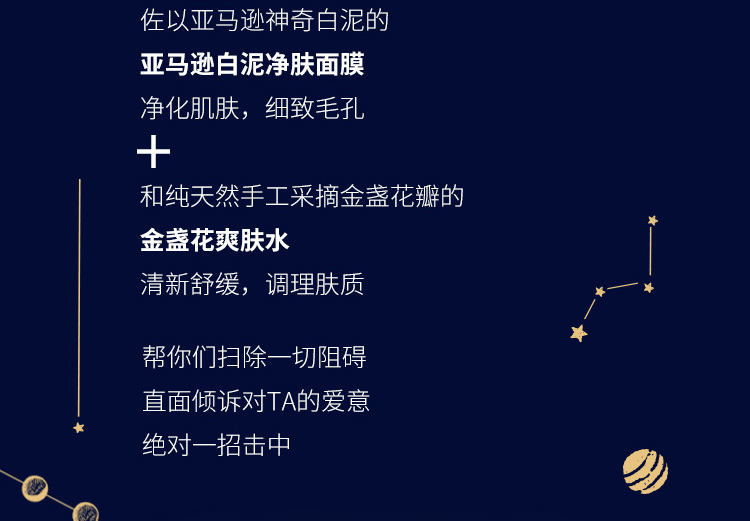 佐以亚马逊神奇白泥的
亚马逊白泥净肤面膜
净化肌肤，细致毛孔
+
和纯天然手工采摘金盏花瓣的
金盏花爽肤水
清新舒缓，调理肤质
帮你们扫除一切阻碍
直面倾诉对TA的爱意
绝对一招击中